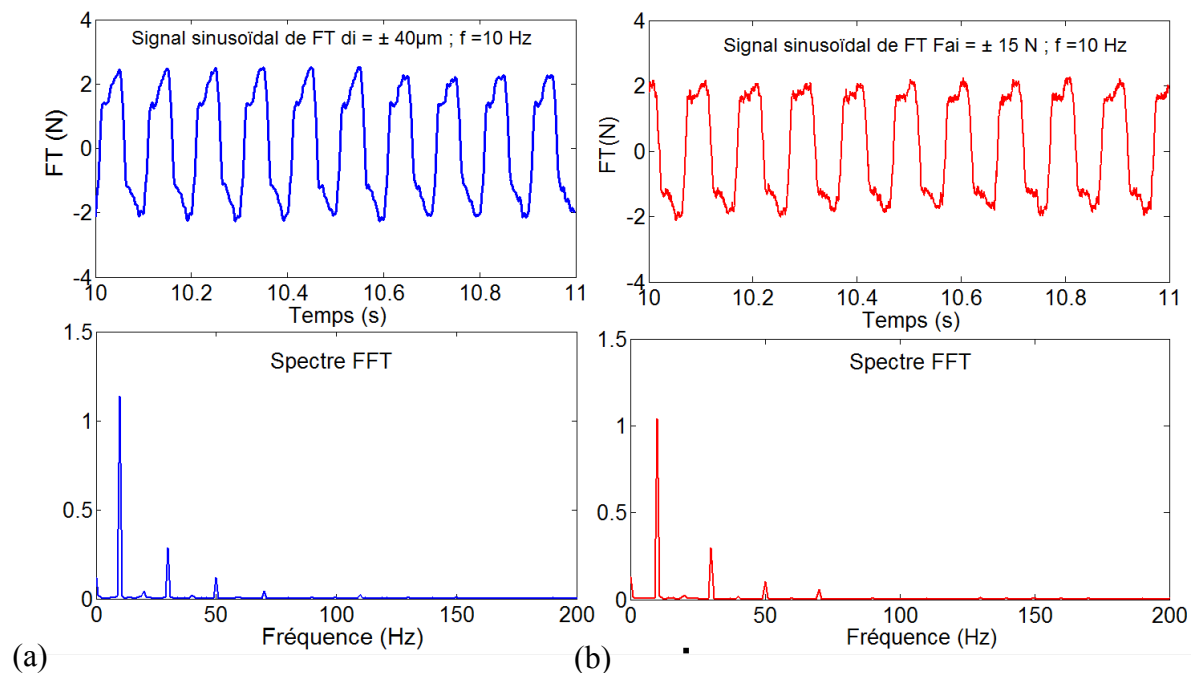 4
2
0
-2
-4
FT (N)
Signal sinusoïdal de FT di = ± 40µm ; f =10 Hz
10 10.2 10.4 10.6 10.8 11
Temps (s)
1.5
1
0.5
0
Spectre FFT
0 50 100 150 200
Fréquence (Hz)
(a)
4
2
0
-2
-4
FT(N)
Signal sinusoïdal de FT Fai = ± 15 N ; f =10 Hz
10 10.2 10.4 10.6 10.8 11
Temps (s)
1.5
1
0.5
0
Spectre FFT
0 50 100 150 200
Fréquence (Hz)
(b)